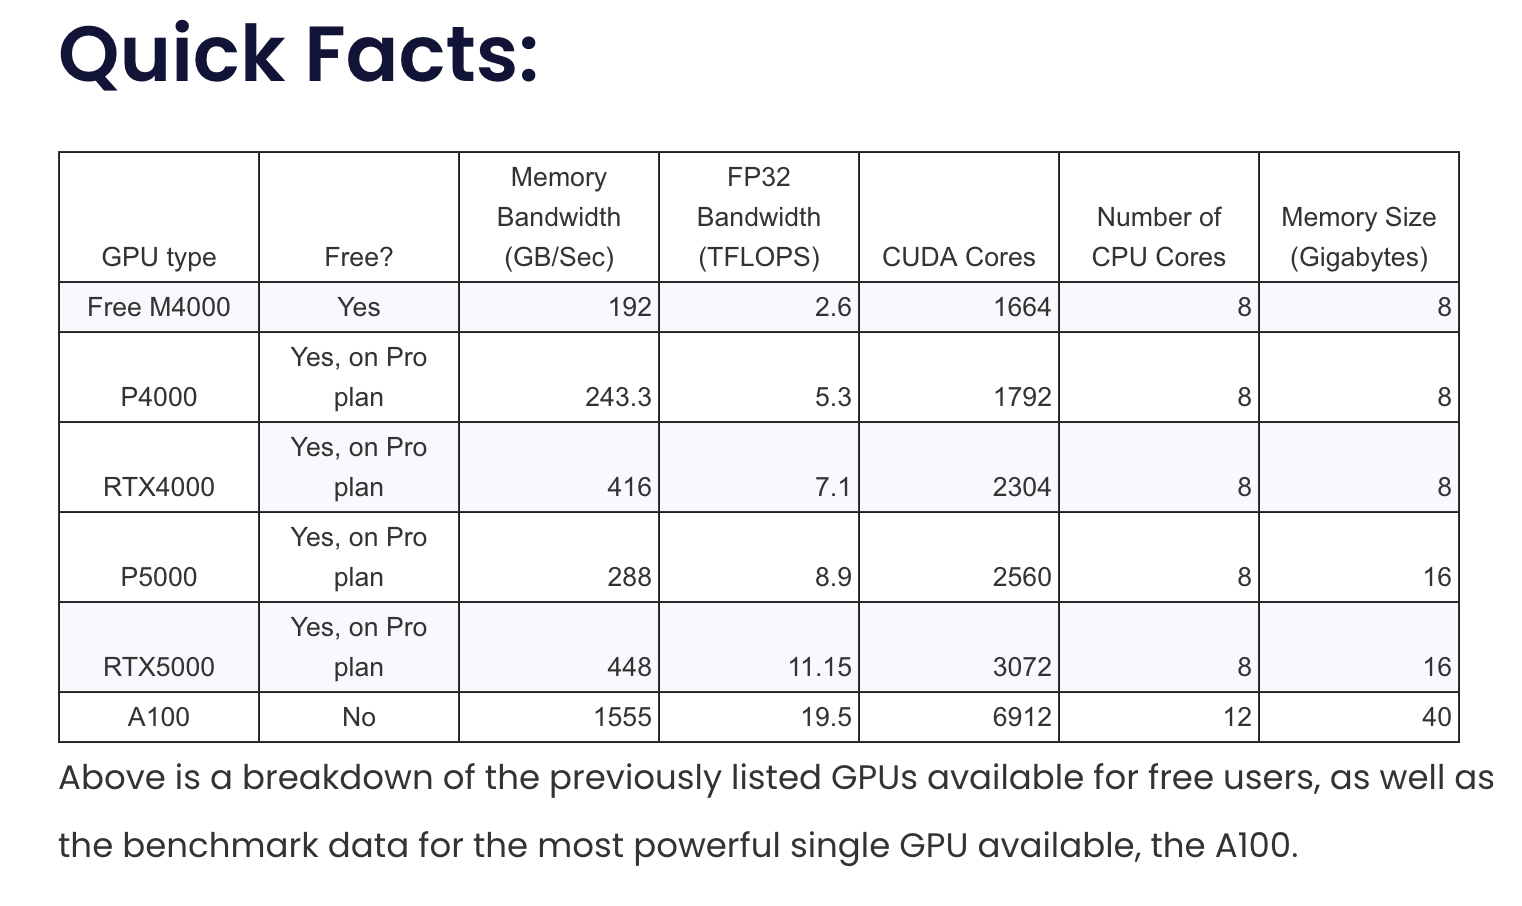 Quick Facts:
GPU type Free? Memory Bandwidth (GB/Sec) FP32 Bandwidth (TFLOPS) CUDA Cores Number of CPU Cores Memory Size (Gigabytes)
Free M4000 Yes 192 2.6 1664 8 8
P4000 Yes, on Pro plan 243.3 5.3 1792 8 8
RTX4000 Yes, on Pro plan 416 7.1 2304 8 8
P5000 Yes, on Pro plan 288 8.9 2560 8 16
RTX5000 Yes, on Pro plan 448 11.15 3072 8 16
A100 No 1555 19.5 6912 12 40
Above is a breakdown of the previously listed GPUs available for free users, as well as
the benchmark data for the most powerful single GPU available, the A100.